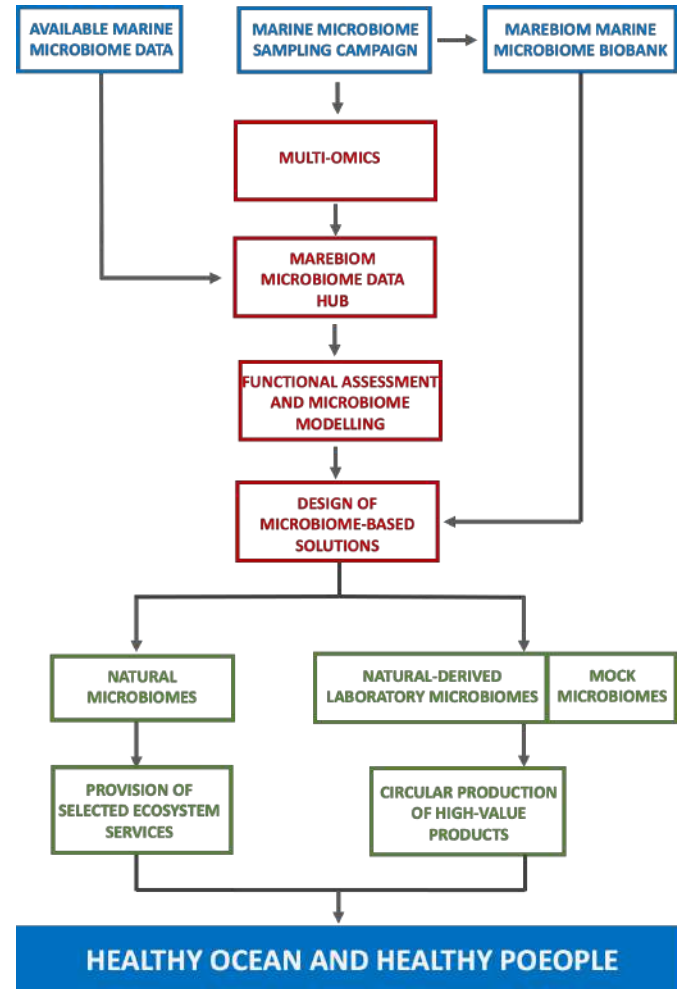 AVAILABLE MARINE
MICROBIOME DATA
MARINE MICROBIOME
SAMPLING CAMPAIGN
MAREBIOM MARINE
MICROBIOME BIOBANK
MULTI-OMICS
MAREBIOM
MICROBIOME DATA
HUB
FUNCTIONAL ASSESSMENT
AND MICROBIOME
MODELLING
DESIGN OF
MICROBIOME-BASED
SOLUTIONS
NATURAL
MICROBIOMES
NATURAL-DERIVED
LABORATORY MICROBIOMES
MOCK
MICROBIOMES
PROVISION OF
SELECTED ECOSYSTEM
SERVICES
CIRCULAR PRODUCTION
OF HIGH-VALUE
PRODUCTS
HEALTHY OCEAN AND HEALTHY POEOPLE